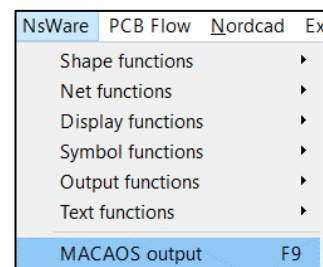 NsWare PCB Flow Nordcad Ex
Shape functions
Net functions
Display functions
Symbol functions
Output functions
Text functions
MACAOS output F9